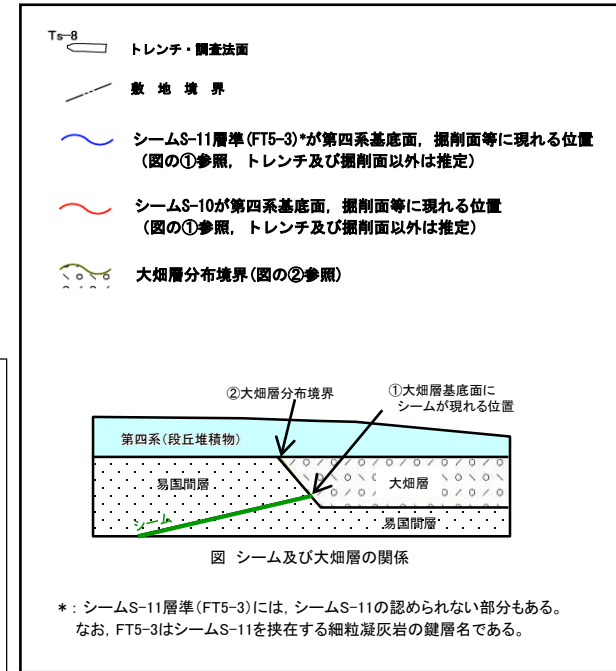 Ts-8
トレンチ・調査法面
敷 地 境 界
シームS-11層準(FT5-3)*が第四系基底面，掘削面等に現れる位置
(図の①参照，トレンチ及び掘削面以外は推定)
シームS-10が第四系基底面，掘削面等に現れる位置
(図の①参照，トレンチ及び掘削面以外は推定)
大畑層分布境界(図の②参照)
②大畑層分布境界
①大畑層基底面に
シームが現れる位置
第四系(段丘堆積物)
易国間層
大畑層
シーム
易国間層
図 シーム及び大畑層の関係
*：シームS-11層準(FT5-3)には，シームS-11の認められない部分もある。
なお，FT5-3はシームS-11を挟在する細粒凝灰岩の鍵層名である。